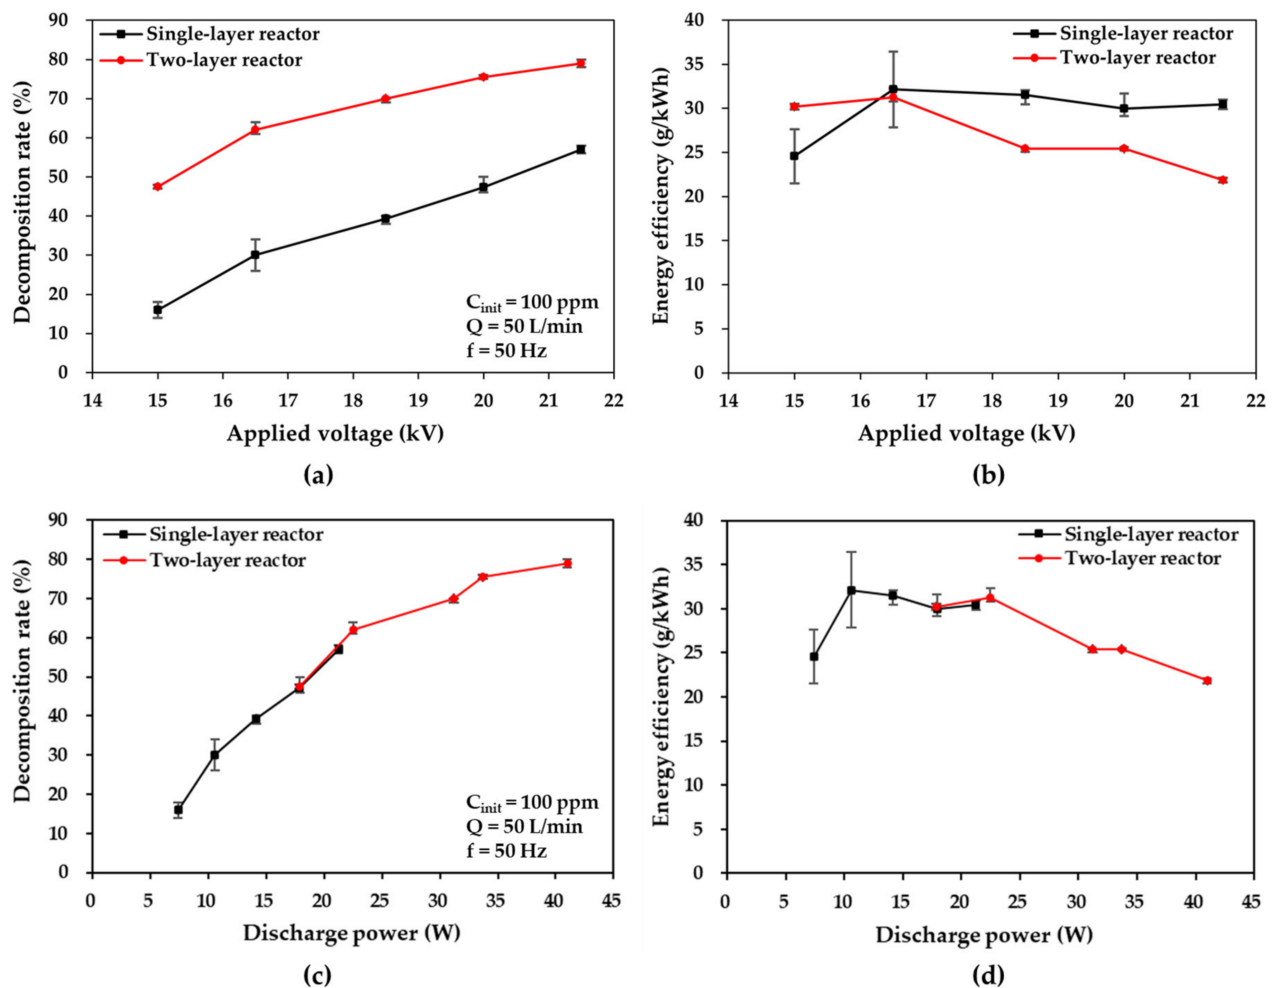 90
80
70
60
50
40
30
20
10
0
Decomposition rate (%)
Single-layer reactor
Two-layer reactor
C_init = 100 ppm
Q = 50 L/min
f = 50 Hz
14 15 16 17 18 19 20 21 22
Applied voltage (kV)
(a)
40
35
30
25
20
15
10
5
0
Energy efficiency (g/kWh)
Single-layer reactor
Two-layer reactor
14 15 16 17 18 19 20 21 22
Applied voltage (kV)
(b)
90
80
70
60
50
40
30
20
10
0
Decomposition rate (%)
Single-layer reactor
Two-layer reactor
C_init = 100 ppm
Q = 50 L/min
f = 50 Hz
0 5 10 15 20 25 30 35 40 45
Discharge power (W)
(c)
40
35
30
25
20
15
10
5
0
Energy efficiency (g/kWh)
Single-layer reactor
Two-layer reactor
0 5 10 15 20 25 30 35 40 45
Discharge power (W)
(d)